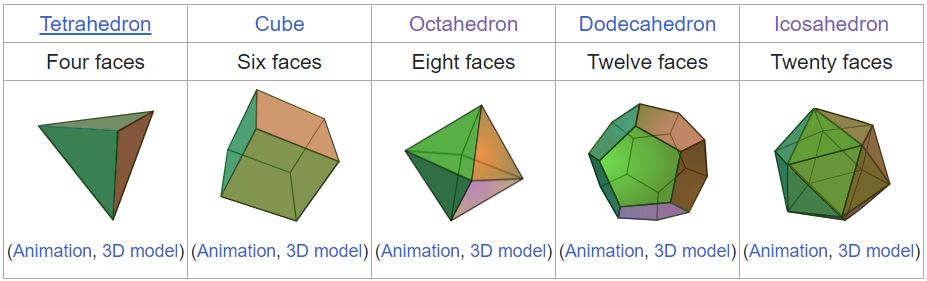 Tetrahedron Cube Octahedron Dodecahedron Icosahedron
Four faces Six faces Eight faces Twelve faces Twenty faces
(Animation, 3D model) (Animation, 3D model) (Animation, 3D model) (Animation, 3D model) (Animation, 3D model)